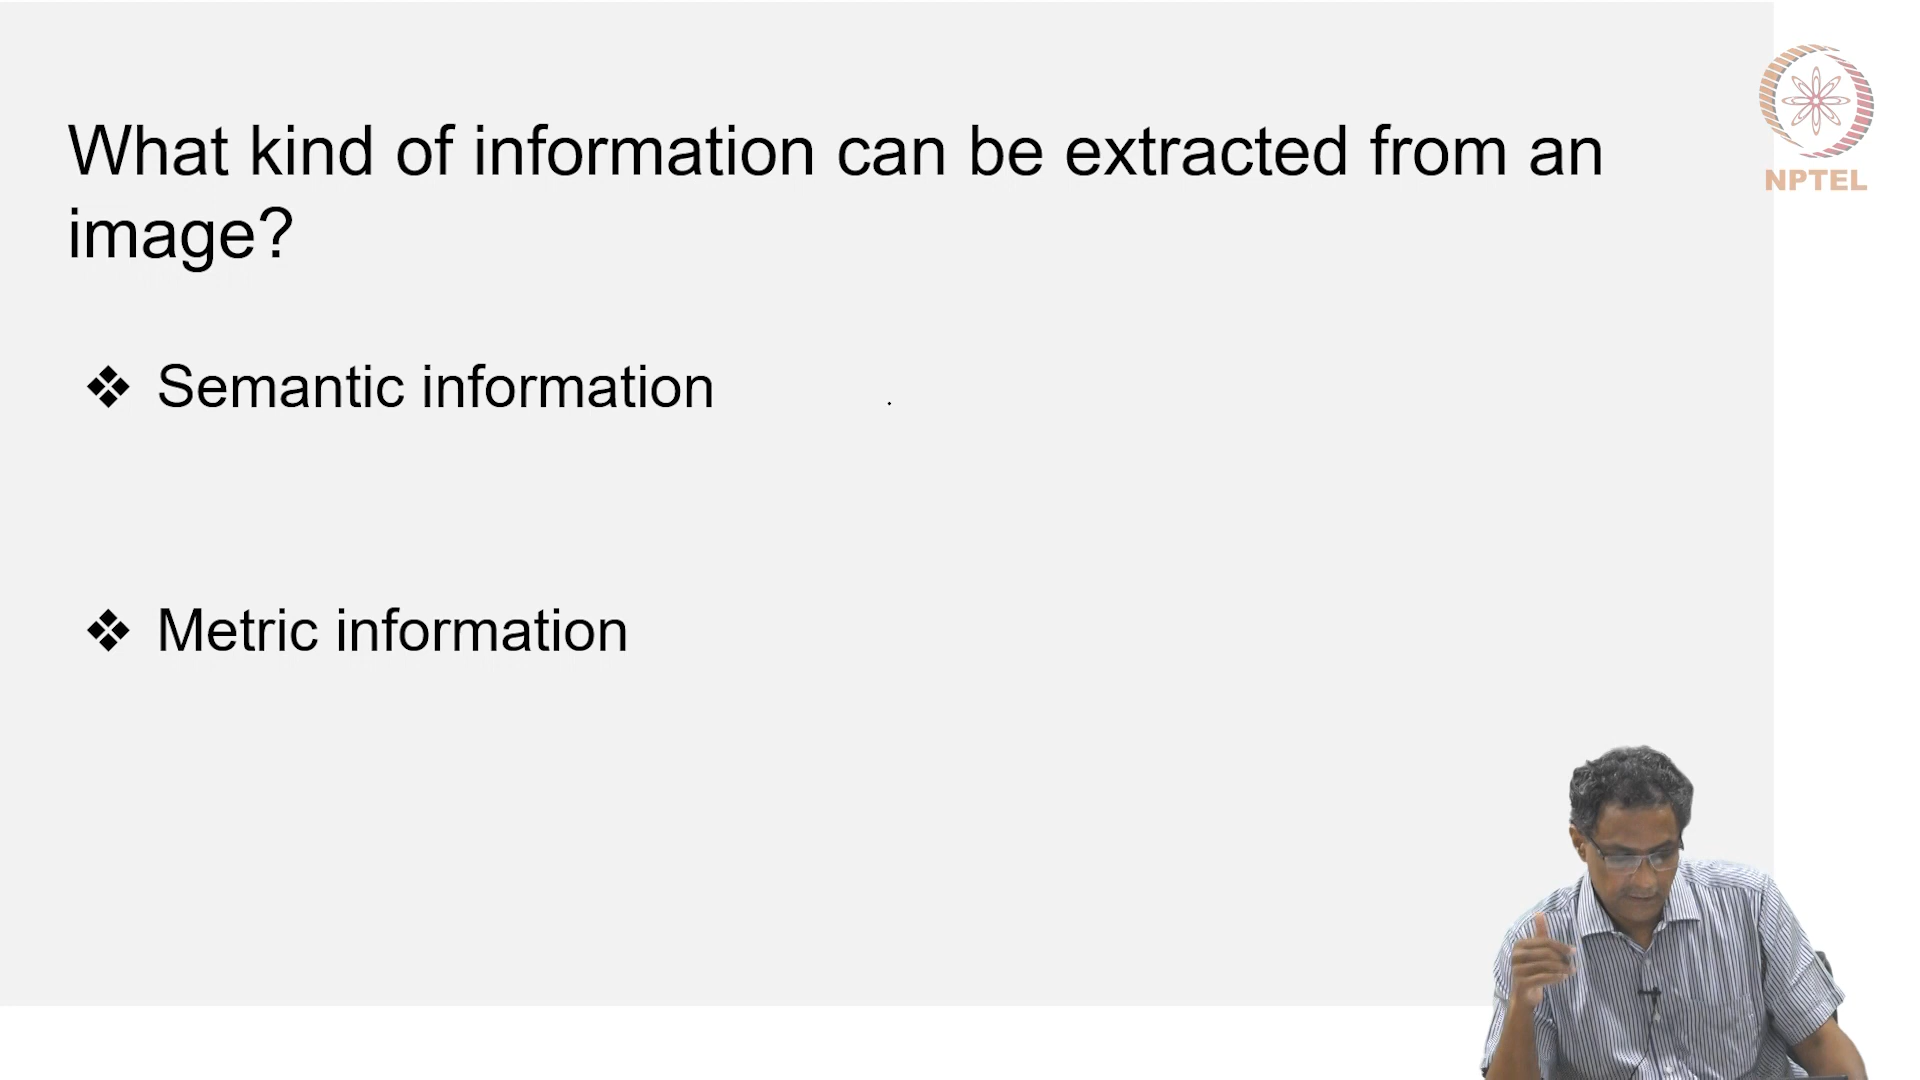 What kind of information can be extracted from an
image?
❖ Semantic information
❖ Metric information
NPTEL